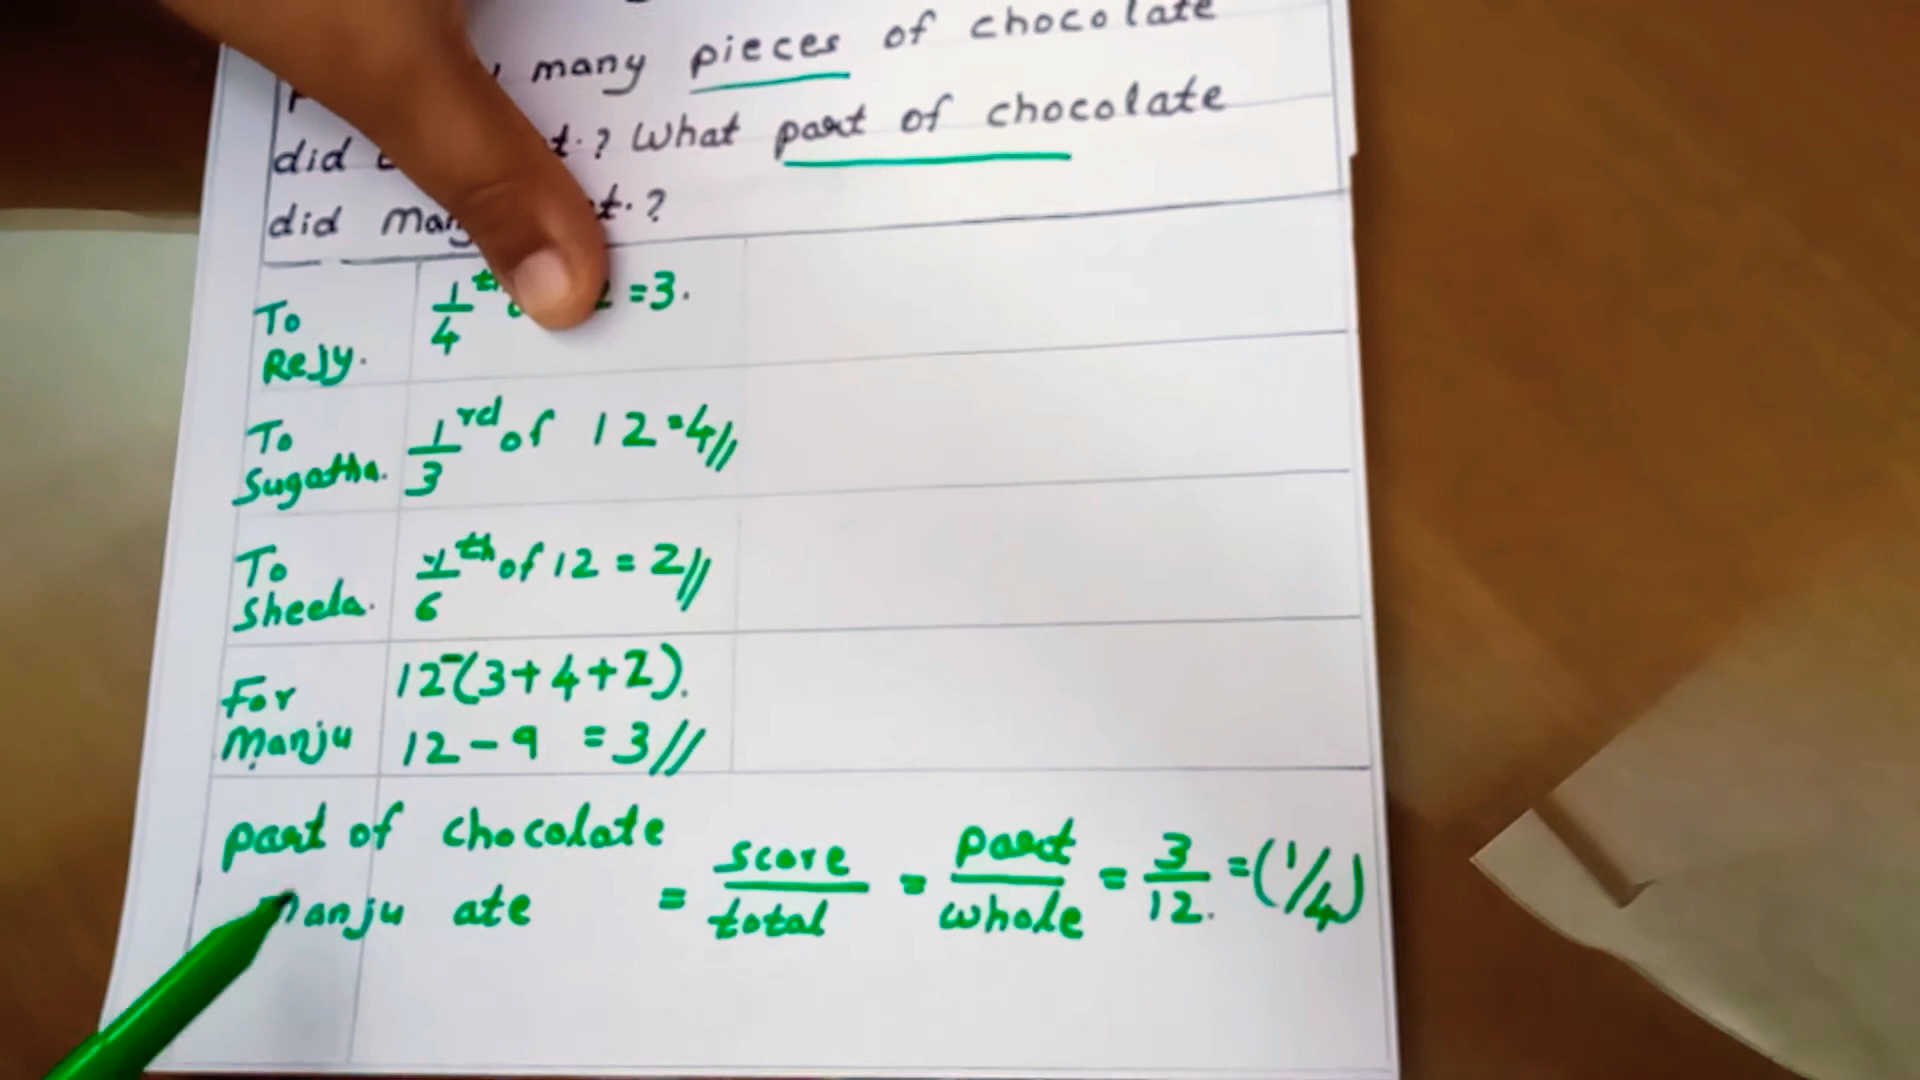 many pieces of chocolate
did t.? What part of chocolate
did t.?
To Rejy. 1/4 th = 3.
To Sugatha. 1/3 rd of 12 = 4//
To Sheela. 1/6 th of 12 = 2//
For Manju 12-(3+4+2).
12 - 9 = 3//
part of chocolate
manju ate = score/total = part/whole = 3/12. = (1/4)